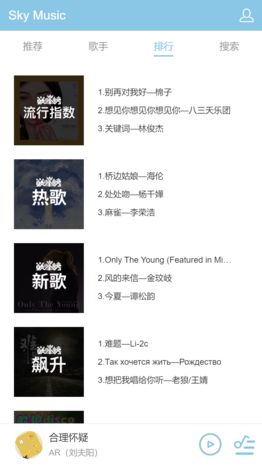 Sky Music
推荐 歌手 排行 搜索
流行指数
1.别再对我好—棉子
2.想见你想见你想见你—八三夭乐团
3.关键词—林俊杰
热歌
1.桥边姑娘—海伦
2.处处吻—杨千嬅
3.麻雀—李荣浩
新歌
Only The Young
1.Only The Young (Featured in Mi…
2.风的来信—金玟岐
3.今夏—谭松韵
飙升
1.难题—Li-2c
2.Так хочется жить—Рождество
3.想把我唱给你听—老狼/王婧
合理怀疑
AR（刘夫阳）